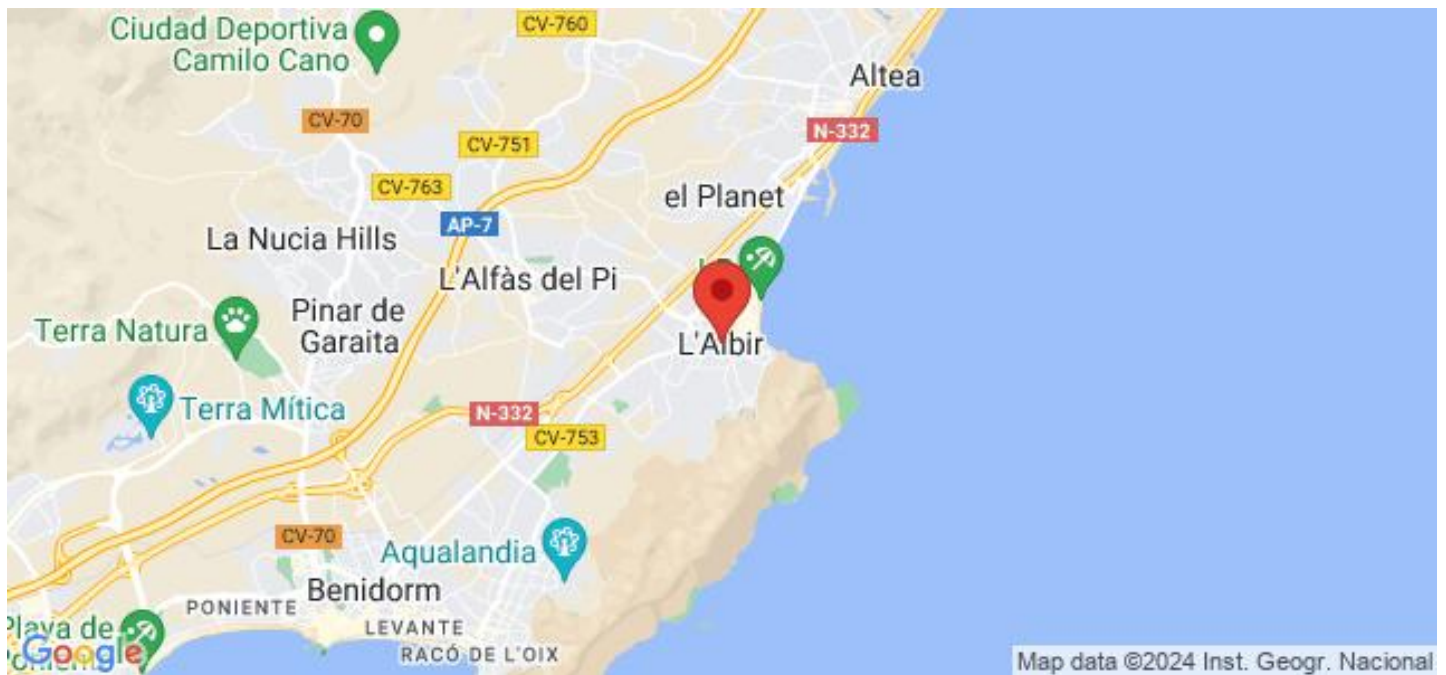 Ciudad Deportiva
Camilo Cano
CV-760
Altea
CV-70
N-332
CV-751
CV-763
el Planet
AP-7
La Nucia Hills
L'Alfàs del Pi
Pinar de
Garaita
Terra Natura
L'Albir
Terra Mítica
N-332
CV-753
CV-70
Aqualandia
Benidorm
PONIENTE
LEVANTE
Playa de
RACÓ DE L'OIX
Google
Map data ©2024 Inst. Geogr. Nacional